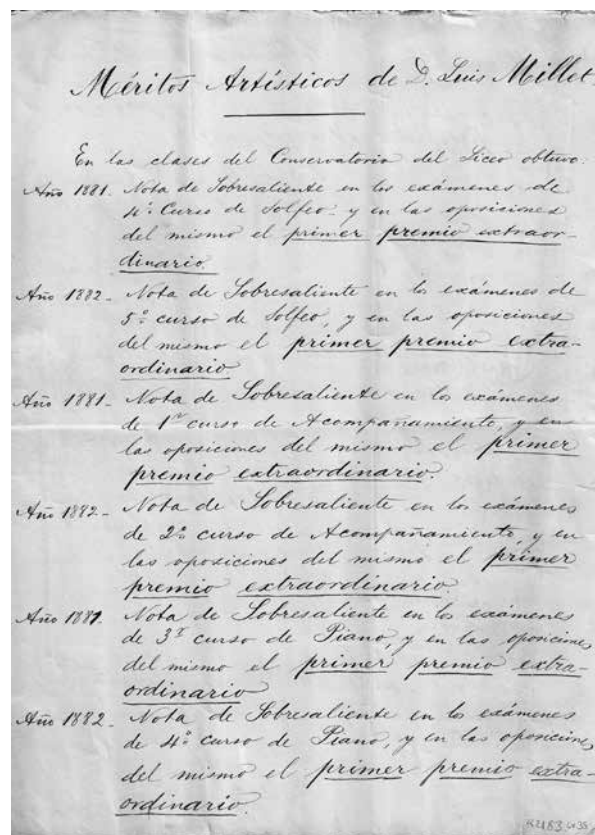 Méritos Artísticos de D. Luis Millet.
En las clases del Conservatorio del Liceo obtuvo:
Año 1881. Nota de Sobresaliente en los exámenes de
4º Curso de Solfeo: y en las oposiciones
del mismo el primer premio extraor-
dinario.
Año 1882 - Nota de Sobresaliente en ls exámenes de
5º curso de Solfeo, y en las oposiciones
del mismo el primer premio extra-
ordinario
Año 1881 - Nota de Sobresaliente en los exámenes
de 1er curso de Acompañamiento, y en
las oposiciones del mismo el primer
premio extraordinario.
Año 1882 - Nota de Sobresaliente en los exámenes
de 2º curso de Acompañamiento, y en
las oposiciones del mismo el primer
premio extraordinario.
Año 1881. Nota de Sobresaliente en los exámenes
de 3r curso de Piano, y en las oposiciones
del mismo el primer premio extra-
ordinario
Año 1882 - Nota de Sobresaliente en ls exámenes
de 4º curso de Piano, y en las oposiciones
del mismo el primer premio extra-
ordinario.